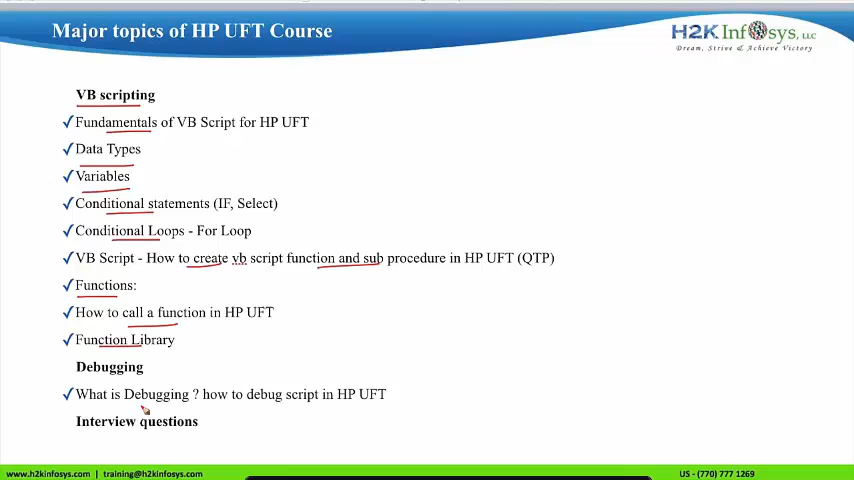 Major topics of HP UFT Course
H2K Infosys, LLC
Dream, Strive & Achieve Victory
VB scripting
✓Fundamentals of VB Script for HP UFT
✓Data Types
✓Variables
✓Conditional statements (IF, Select)
✓Conditional Loops - For Loop
✓VB Script - How to create vb script function and sub procedure in HP UFT (QTP)
✓Functions:
✓How to call a function in HP UFT
✓Function Library
Debugging
✓What is Debugging ? how to debug script in HP UFT
Interview questions
www.h2kinfosys.com | training@h2kinfosys.com
US - (770) 777 1269